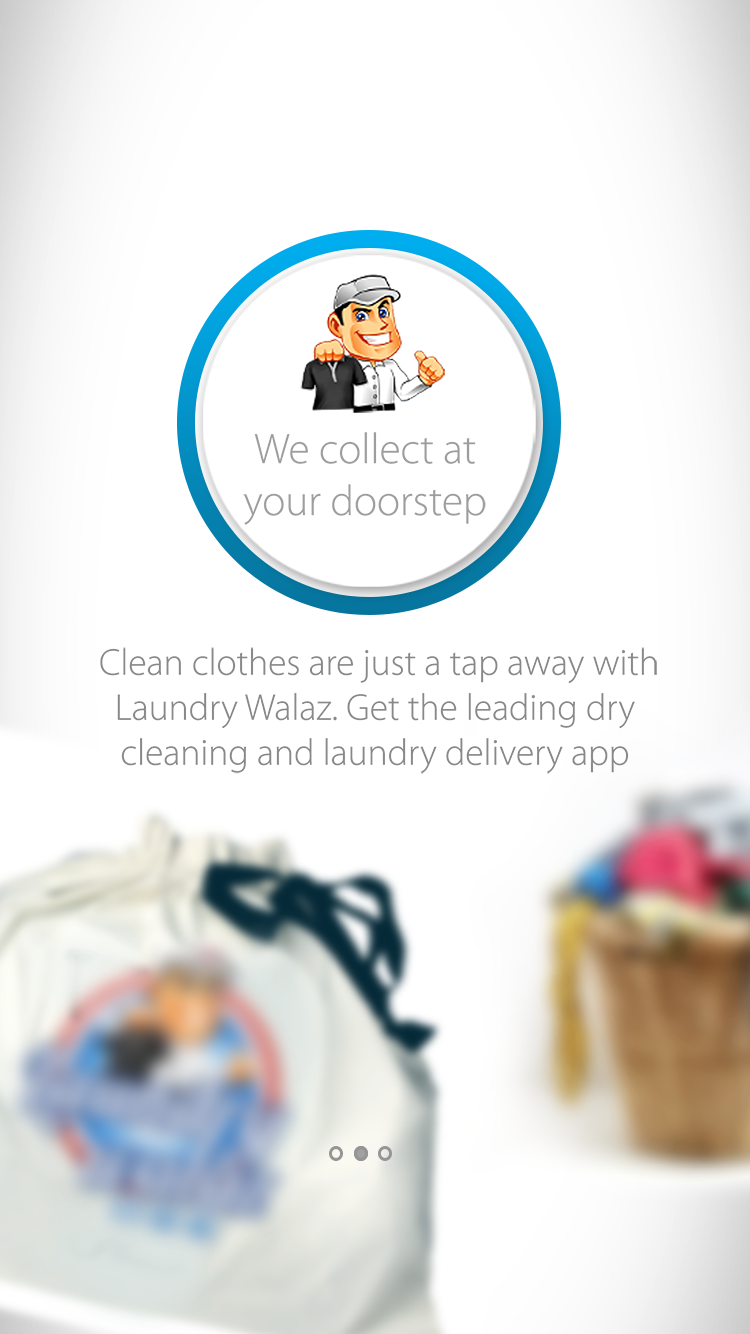 We collect at
your doorstep
Clean clothes are just a tap away with
Laundry Walaz. Get the leading dry
cleaning and laundry delivery app